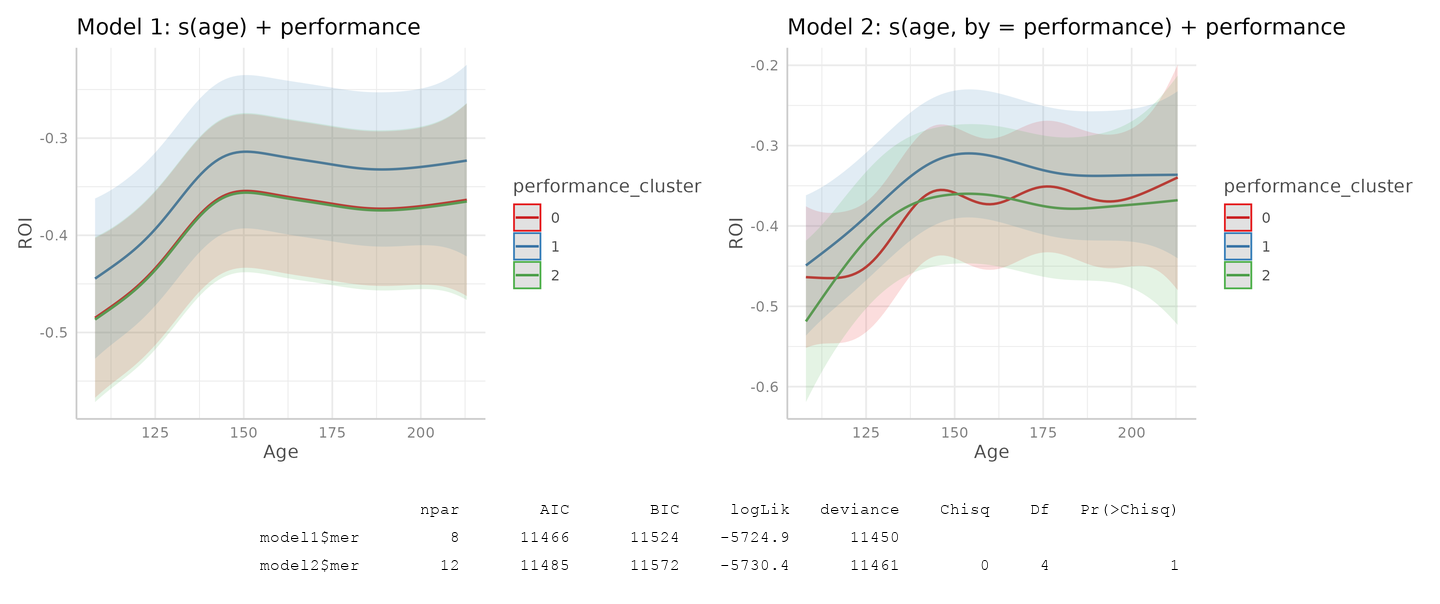 Model 1: s(age) + performance
-0.3
-0.4
-0.5
ROI
125 150 175 200
Age
performance_cluster
0
1
2
Model 2: s(age, by = performance) + performance
-0.2
-0.3
-0.4
-0.5
-0.6
ROI
125 150 175 200
Age
performance_cluster
0
1
2
npar AIC BIC logLik deviance Chisq Df Pr(>Chisq)
model1$mer 8 11466 11524 -5724.9 11450
model2$mer 12 11485 11572 -5730.4 11461 0 4 1